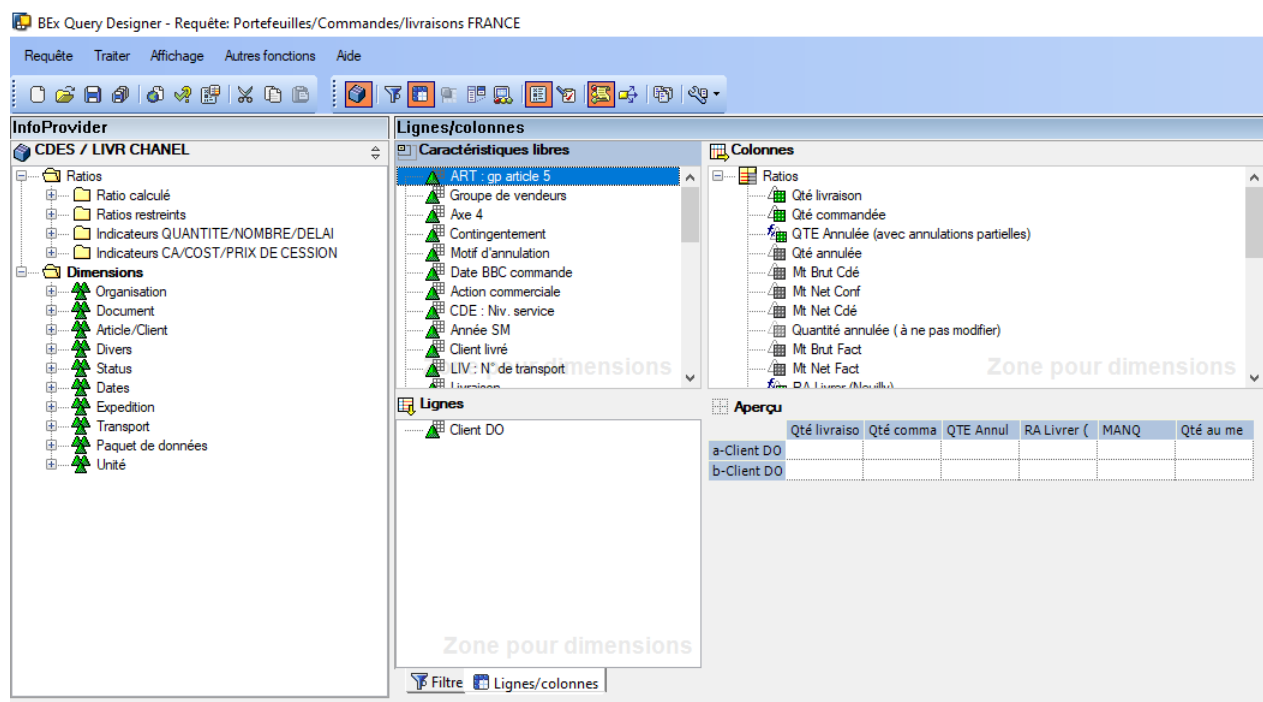 BEx Query Designer - Requête: Portefeuilles/Commandes/livraisons FRANCE
Requête Traiter Affichage Autres fonctions Aide
InfoProvider
CDES / LIVR CHANEL
Ratios
Ratio calculé
Ratios restreints
Indicateurs QUANTITE/NOMBRE/DELAI
Indicateurs CA/COST/PRIX DE CESSION
Dimensions
Organisation
Document
Article/Client
Divers
Status
Dates
Expedition
Transport
Paquet de données
Unité
Lignes/colonnes
Caractéristiques libres
ART : gp article 5
Groupe de vendeurs
Axe 4
Contingentement
Motif d'annulation
Date BBC commande
Action commerciale
CDE : Niv. service
Année SM
Client livré
LIV : N° de transport
Livraison
Zone pour dimensions
Colonnes
Ratios
Qté livraison
Qté commandée
QTE Annulée (avec annulations partielles)
Qté annulée
Mt Brut Cdé
Mt Net Conf
Mt Net Cdé
Quantité annulée ( à ne pas modifier)
Mt Brut Fact
Mt Net Fact
RA Livrer (Neuilly)
Zone pour dimensions
Lignes
Client DO
Zone pour dimensions
Aperçu
Qté livraiso Qté comma QTE Annul RA Livrer ( MANQ Qté au me
a-Client DO
b-Client DO
Filtre Lignes/colonnes